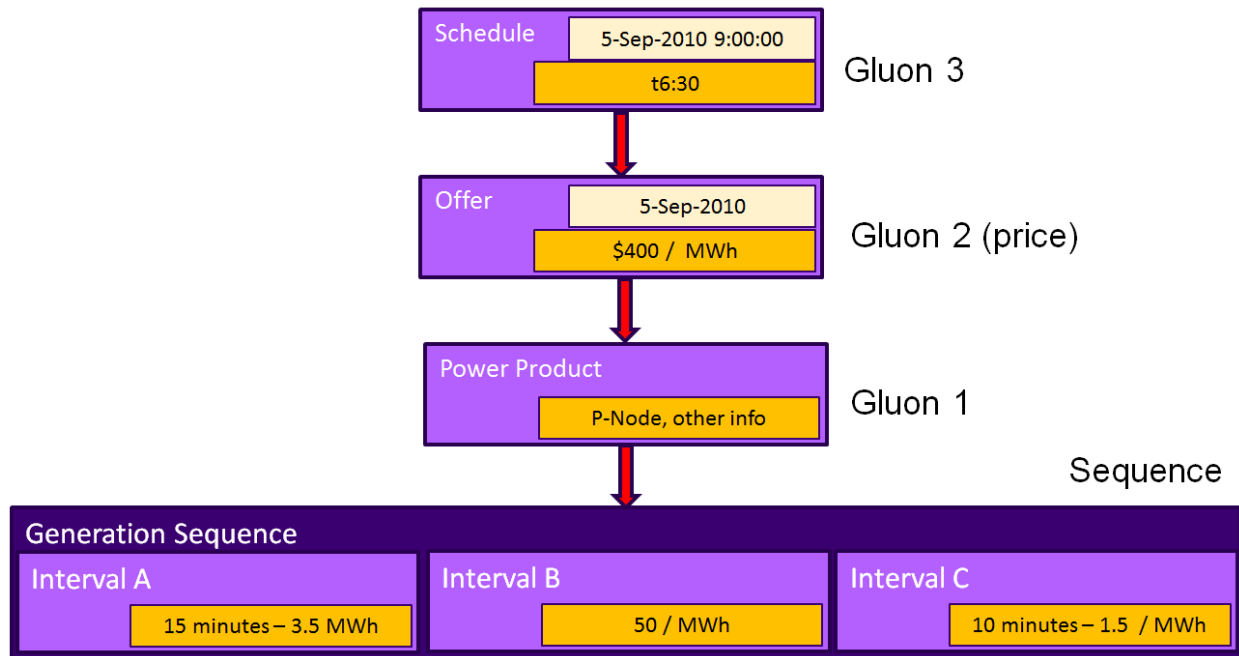 Schedule
5-Sep-2010 9:00:00
t6:30
Gluon 3
Offer
5-Sep-2010
$400 / MWh
Gluon 2 (price)
Power Product
P-Node, other info
Gluon 1
Sequence
Generation Sequence
Interval A
15 minutes – 3.5 MWh
Interval B
50 / MWh
Interval C
10 minutes – 1.5 / MWh